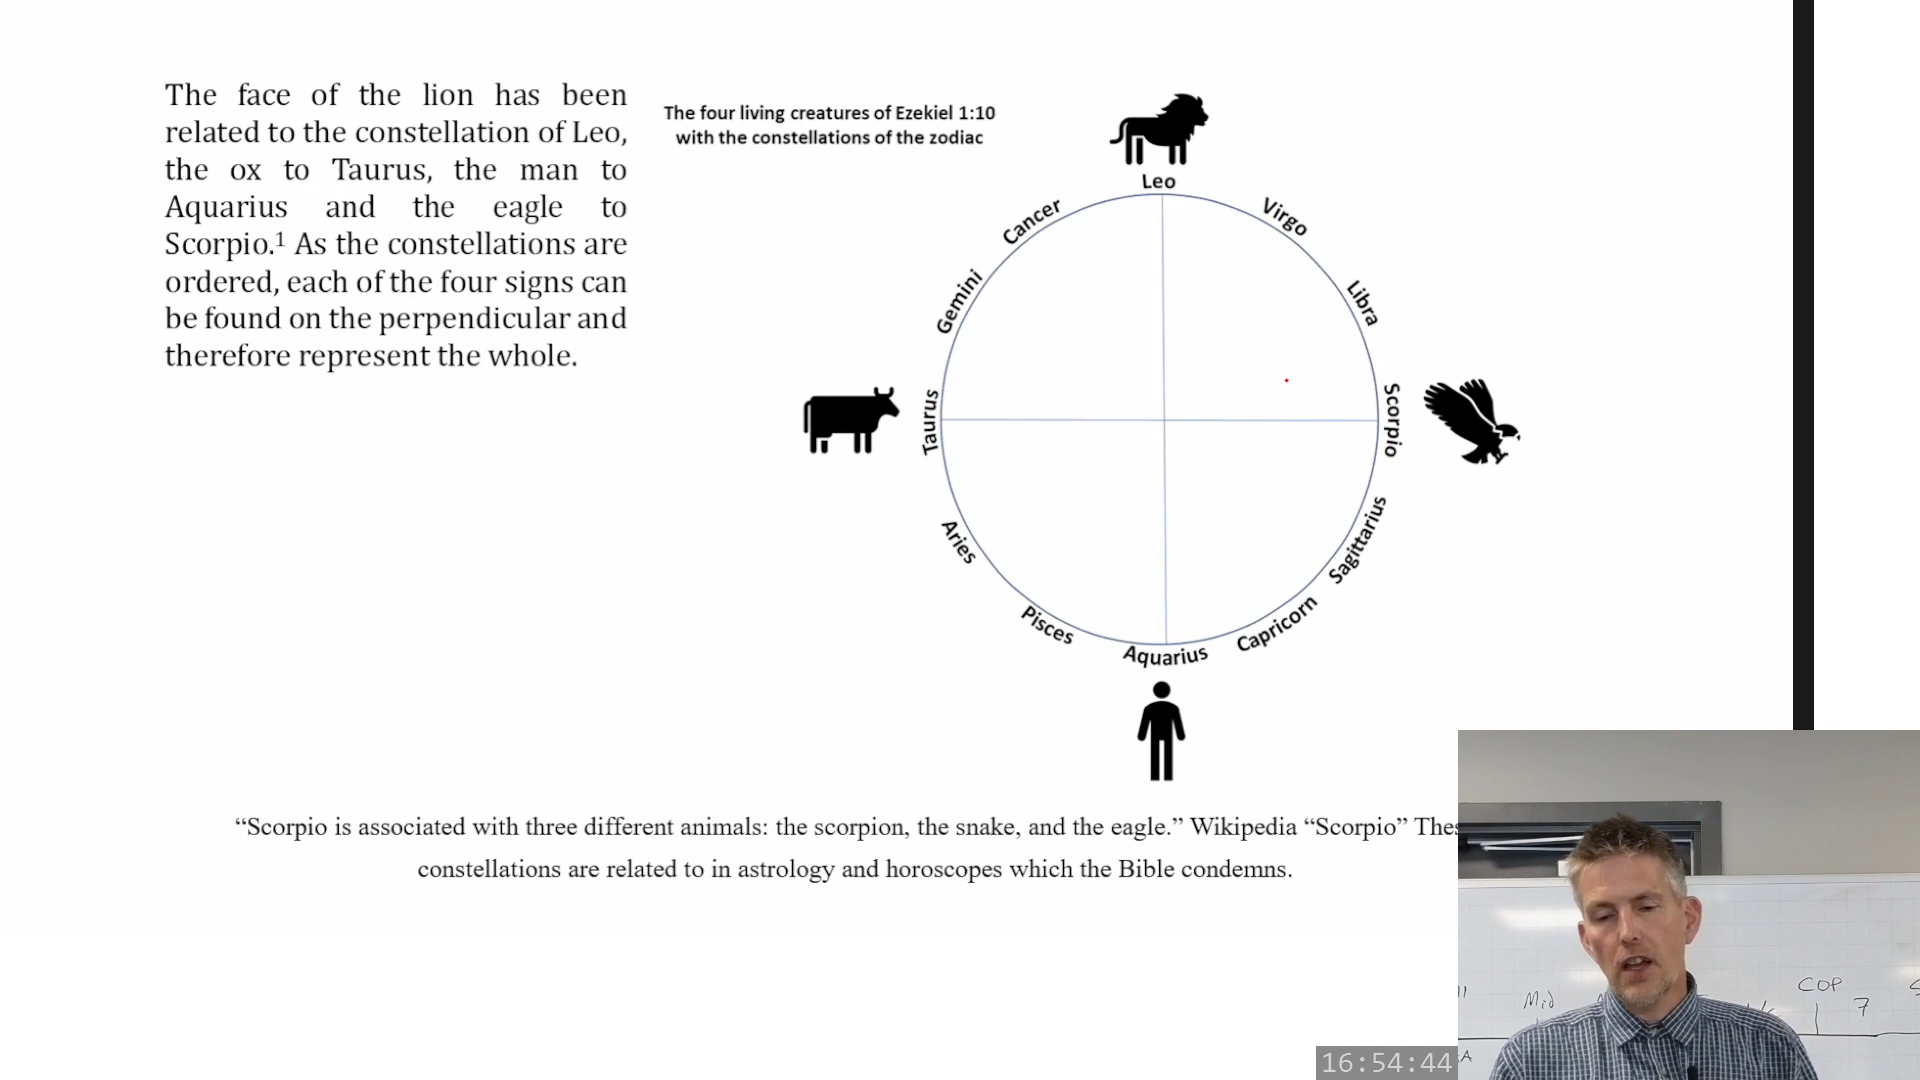 The face of the lion has been
related to the constellation of Leo,
the ox to Taurus, the man to
Aquarius and the eagle to
Scorpio.¹ As the constellations are
ordered, each of the four signs can
be found on the perpendicular and
therefore represent the whole.
The four living creatures of Ezekiel 1:10
with the constellations of the zodiac
Leo
Virgo
Libra
Scorpio
Sagittarius
Capricorn
Aquarius
Pisces
Aries
Taurus
Gemini
Cancer
“Scorpio is associated with three different animals: the scorpion, the snake, and the eagle.” Wikipedia “Scorpio”
constellations are related to in astrology and horoscopes which the Bible condemns.
Mid
COP
7
16:54:44